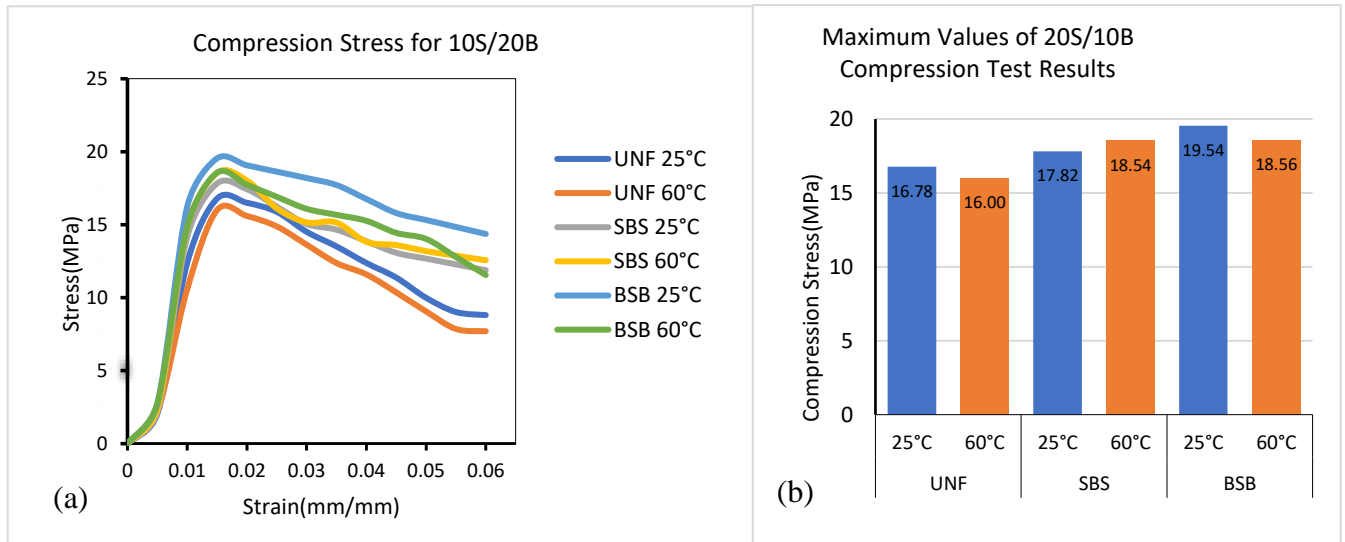 Compression Stress for 10S/20B
25
20
15
10
5
0
Stress(MPa)
0 0.01 0.02 0.03 0.04 0.05 0.06
Strain(mm/mm)
(a)
UNF 25°C
UNF 60°C
SBS 25°C
SBS 60°C
BSB 25°C
BSB 60°C
Maximum Values of 20S/10B
Compression Test Results
20
15
10
5
0
Compression Stress(MPa)
16.78 16.00 17.82 18.54 19.54 18.56
25°C 60°C 25°C 60°C 25°C 60°C
UNF SBS BSB
(b)